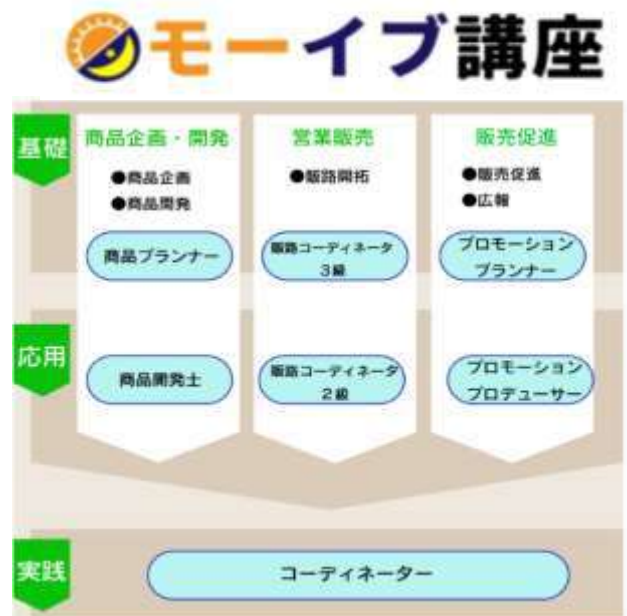 モーイブ講座
基礎
商品企画・開発
●商品企画
●商品開発
商品プランナー
営業販売
●販路開拓
販路コーディネータ
3級
販売促進
●販売促進
●広報
プロモーション
プランナー
応用
商品開発士
販路コーディネータ
2級
プロモーション
プロデューサー
実践
コーディネーター